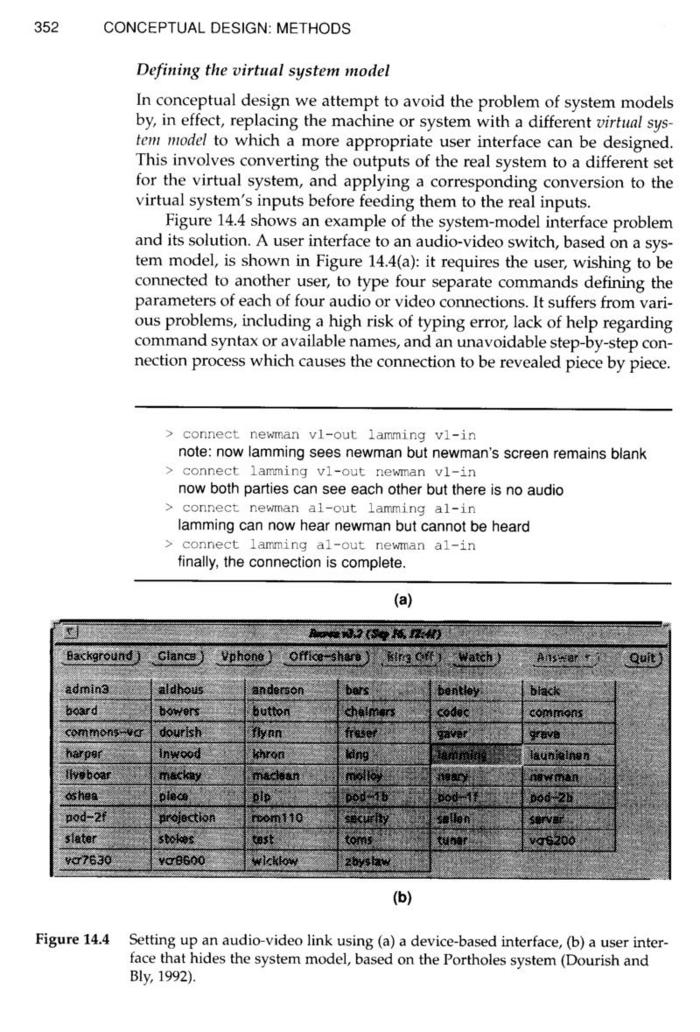 352 CONCEPTUAL DESIGN: METHODS
Defining the virtual system model
In conceptual design we attempt to avoid the problem of system models
by, in effect, replacing the machine or system with a different virtual sys-
tem model to which a more appropriate user interface can be designed.
This involves converting the outputs of the real system to a different set
for the virtual system, and applying a corresponding conversion to the
virtual system's inputs before feeding them to the real inputs.
Figure 14.4 shows an example of the system-model interface problem
and its solution. A user interface to an audio-video switch, based on a sys-
tem model, is shown in Figure 14.4(a): it requires the user, wishing to be
connected to another user, to type four separate commands defining the
parameters of each of four audio or video connections. It suffers from vari-
ous problems, including a high risk of typing error, lack of help regarding
command syntax or available names, and an unavoidable step-by-step con-
nection process which causes the connection to be revealed piece by piece.
> connect newman v1-out lamming v1-in
note: now lamming sees newman but newman's screen remains blank
> connect lamming v1-out newman v1-in
now both parties can see each other but there is no audio
> connect newman a1-out lamming a1-in
lamming can now hear newman but cannot be heard
> connect lamming a1-out newman a1-in
finally, the connection is complete.
(a)
v3.2 (Sep 16, 12:41)
Background Glance Vphone Office-share Ring Off Watch Answer Quit
admin3 aldhous anderson bars bentley black
board bowers button chalmers codec commons
commons-vcr dourish flynn fraser gaver grave
harper inwood khron king lamming launiainen
liveboar mackay maclean molloy neary newman
oshea place pip pod-1b pod-1f pod-2b
pod-2f projection room110 security sellen server
slater stokes test toms tuner vcr6200
vcr7630 vcr8600 wicklow zbyslaw
(b)
Figure 14.4 Setting up an audio-video link using (a) a device-based interface, (b) a user inter-
face that hides the system model, based on the Portholes system (Dourish and
Bly, 1992).